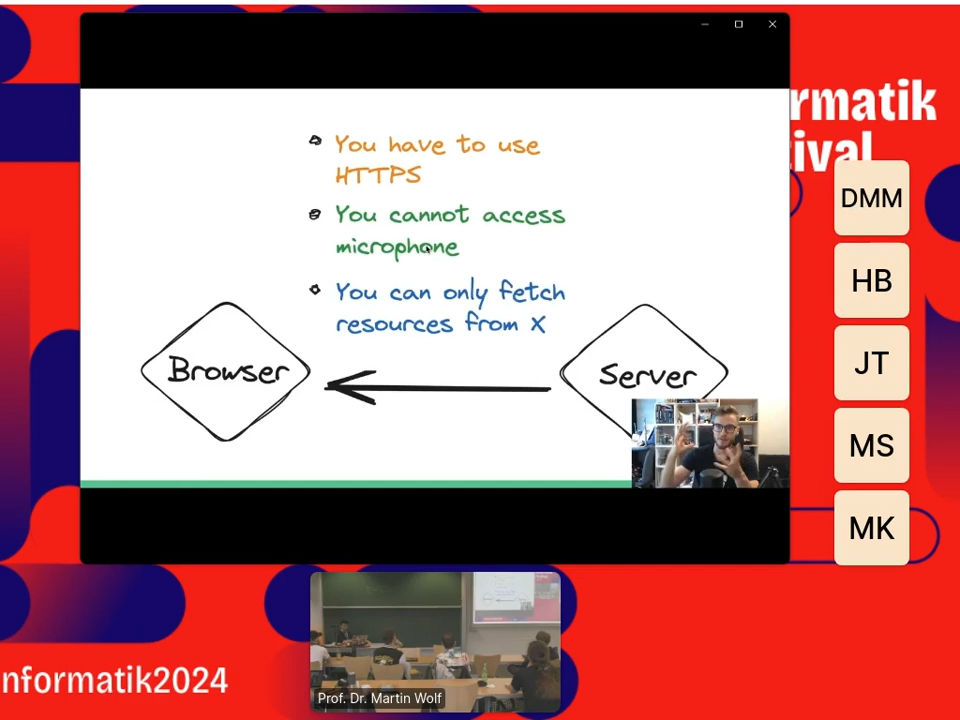 rmatik
tival
You have to use
HTTPS
You cannot access
microphone
You can only fetch
resources from X
Browser
Server
DMM
HB
JT
MS
MK
Prof. Dr. Martin Wolf
nformatik2024